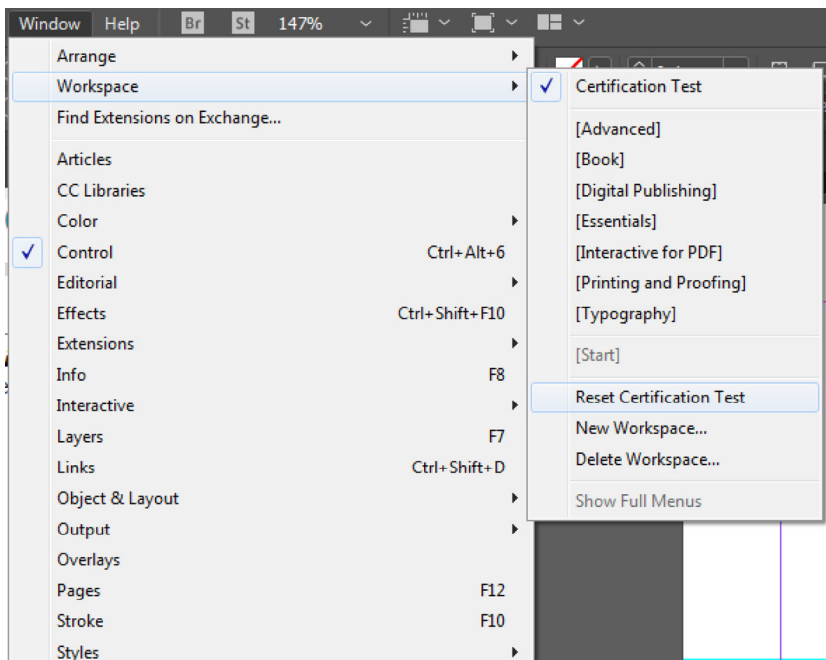 Window Help Br St 147%
Arrange
Workspace
Find Extensions on Exchange...
Articles
CC Libraries
Color
Control Ctrl+Alt+6
Editorial
Effects Ctrl+Shift+F10
Extensions
Info F8
Interactive
Layers F7
Links Ctrl+Shift+D
Object & Layout
Output
Overlays
Pages F12
Stroke F10
Styles
Certification Test
[Advanced]
[Book]
[Digital Publishing]
[Essentials]
[Interactive for PDF]
[Printing and Proofing]
[Typography]
[Start]
Reset Certification Test
New Workspace...
Delete Workspace...
Show Full Menus